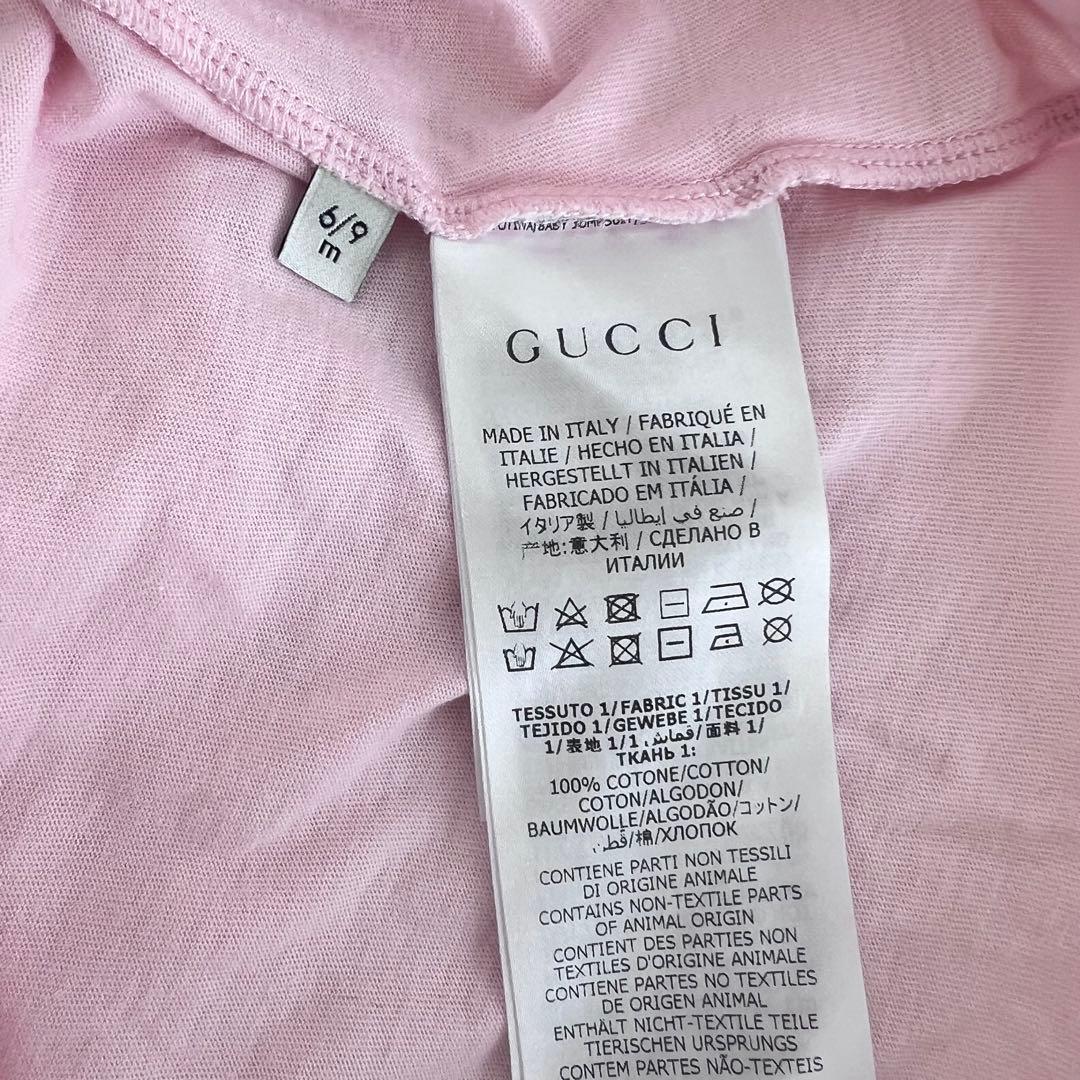 6/9
m
GUCCI
MADE IN ITALY / FABRIQUÉ EN
ITALIE / HECHO EN ITALIA /
HERGESTELLT IN ITALIEN /
FABRICADO EM ITÁLIA /
イタリア製 / صنع في إيطاليا /
产地:意大利 / СДЕЛАНО В
ИТАЛИИ
TESSUTO 1/FABRIC 1/TISSU 1/
TEJIDO 1/GEWEBE 1/TECIDO
1/表地 1/1 قماش،/面料 1/
ТКАНЬ 1:
100% COTONE/COTTON/
COTON/ALGODON/
BAUMWOLLE/ALGODÃO/コットン/
قطن/棉/ХЛОПОК
CONTIENE PARTI NON TESSILI
DI ORIGINE ANIMALE
CONTAINS NON-TEXTILE PARTS
OF ANIMAL ORIGIN
CONTIENT DES PARTIES NON
TEXTILES D'ORIGINE ANIMALE
CONTIENE PARTES NO TEXTILES
DE ORIGEN ANIMAL
ENTHÄLT NICHT-TEXTILE TEILE
TIERISCHEN URSPRUNGS
CONTEM PARTES NÃO-TEXTEIS